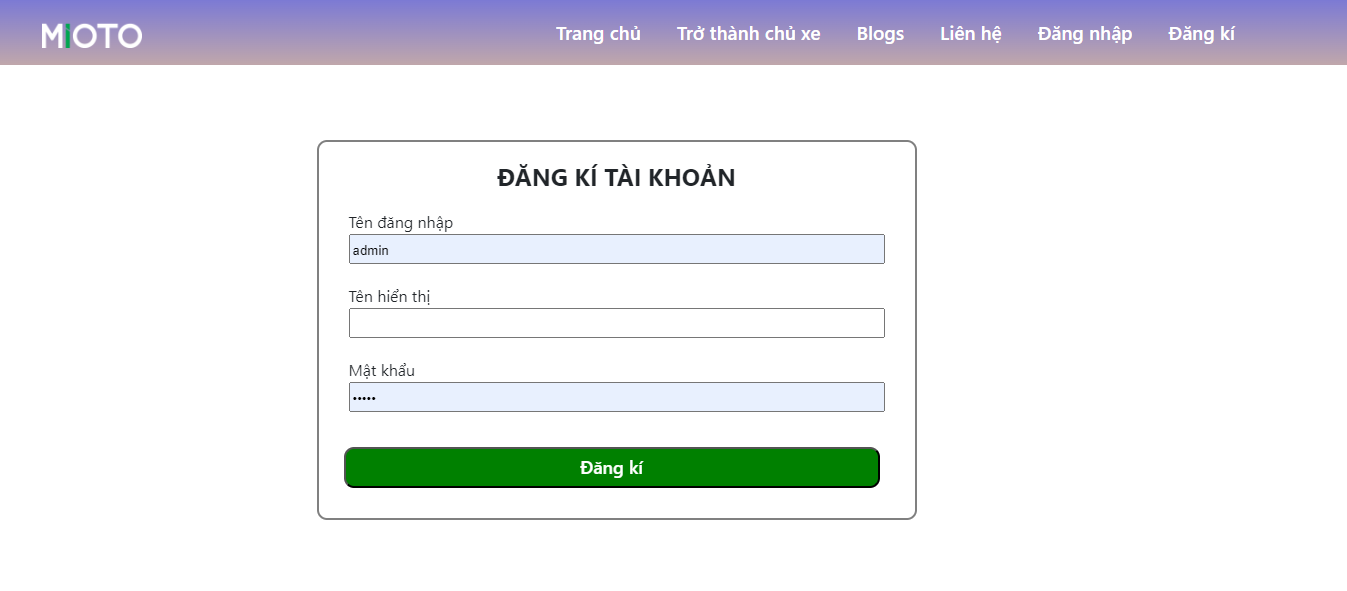 MIOTO
Trang chủ Trở thành chủ xe Blogs Liên hệ Đăng nhập Đăng kí
ĐĂNG KÍ TÀI KHOẢN
Tên đăng nhập
admin
Tên hiển thị
Mật khẩu
•••••
Đăng kí